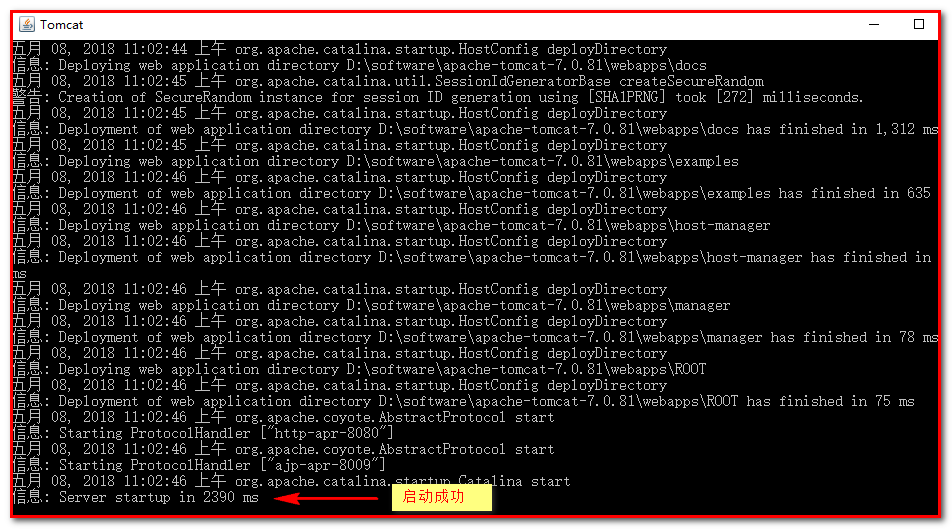 Tomcat
五月 08, 2018 11:02:44 上午 org.apache.catalina.startup.HostConfig deployDirectory
信息: Deploying web application directory D:\software\apache-tomcat-7.0.81\webapps\docs
五月 08, 2018 11:02:45 上午 org.apache.catalina.util.SessionIdGeneratorBase createSecureRandom
警告: Creation of SecureRandom instance for session ID generation using [SHA1PRNG] took [272] milliseconds.
五月 08, 2018 11:02:45 上午 org.apache.catalina.startup.HostConfig deployDirectory
信息: Deployment of web application directory D:\software\apache-tomcat-7.0.81\webapps\docs has finished in 1,312 ms
五月 08, 2018 11:02:45 上午 org.apache.catalina.startup.HostConfig deployDirectory
信息: Deploying web application directory D:\software\apache-tomcat-7.0.81\webapps\examples
五月 08, 2018 11:02:46 上午 org.apache.catalina.startup.HostConfig deployDirectory
信息: Deployment of web application directory D:\software\apache-tomcat-7.0.81\webapps\examples has finished in 635
五月 08, 2018 11:02:46 上午 org.apache.catalina.startup.HostConfig deployDirectory
信息: Deploying web application directory D:\software\apache-tomcat-7.0.81\webapps\host-manager
五月 08, 2018 11:02:46 上午 org.apache.catalina.startup.HostConfig deployDirectory
信息: Deployment of web application directory D:\software\apache-tomcat-7.0.81\webapps\host-manager has finished in
ms
五月 08, 2018 11:02:46 上午 org.apache.catalina.startup.HostConfig deployDirectory
信息: Deploying web application directory D:\software\apache-tomcat-7.0.81\webapps\manager
五月 08, 2018 11:02:46 上午 org.apache.catalina.startup.HostConfig deployDirectory
信息: Deployment of web application directory D:\software\apache-tomcat-7.0.81\webapps\manager has finished in 78 ms
五月 08, 2018 11:02:46 上午 org.apache.catalina.startup.HostConfig deployDirectory
信息: Deploying web application directory D:\software\apache-tomcat-7.0.81\webapps\ROOT
五月 08, 2018 11:02:46 上午 org.apache.catalina.startup.HostConfig deployDirectory
信息: Deployment of web application directory D:\software\apache-tomcat-7.0.81\webapps\ROOT has finished in 75 ms
五月 08, 2018 11:02:46 上午 org.apache.coyote.AbstractProtocol start
信息: Starting ProtocolHandler ["http-apr-8080"]
五月 08, 2018 11:02:46 上午 org.apache.coyote.AbstractProtocol start
信息: Starting ProtocolHandler ["ajp-apr-8009"]
五月 08, 2018 11:02:46 上午 org.apache.catalina.startup.Catalina start
信息: Server startup in 2390 ms 启动成功